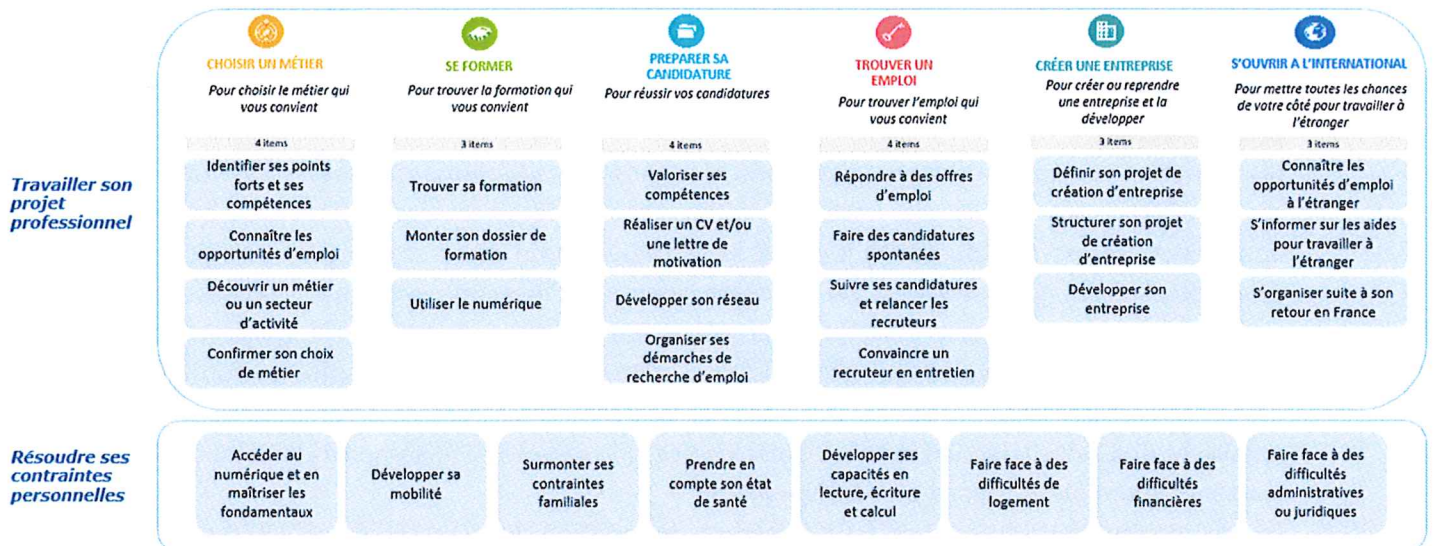 Travailler son
projet
professionnel
CHOISIR UN MÉTIER
Pour choisir le métier qui
vous convient
4 items
Identifier ses points
forts et ses
compétences
Connaître les
opportunités d'emploi
Découvrir un métier
ou un secteur
d'activité
Confirmer son choix
de métier
SE FORMER
Pour trouver la formation qui
vous convient
3 items
Trouver sa formation
Monter son dossier de
formation
Utiliser le numérique
PREPARER SA
CANDIDATURE
Pour réussir vos candidatures
4 items
Valoriser ses
compétences
Réaliser un CV et/ou
une lettre de
motivation
Développer son réseau
Organiser ses
démarches de
recherche d'emploi
TROUVER UN
EMPLOI
Pour trouver l'emploi qui
vous convient
4 items
Répondre à des offres
d'emploi
Faire des candidatures
spontanées
Suivre ses candidatures
et relancer les
recruteurs
Convaincre un
recruteur en entretien
CRÉER UNE ENTREPRISE
Pour créer ou reprendre
une entreprise et la
développer
3 items
Définir son projet de
création d'entreprise
Structurer son projet
de création
d'entreprise
Développer son
entreprise
S'OUVRIR A L'INTERNATIONAL
Pour mettre toutes les chances
de votre côté pour travailler à
l'étranger
3 items
Connaître les
opportunités d'emploi
à l'étranger
S'informer sur les aides
pour travailler à
l'étranger
S'organiser suite à son
retour en France
Résoudre ses
contraintes
personnelles
Accéder au
numérique et en
maîtriser les
fondamentaux
Développer sa
mobilité
Surmonter ses
contraintes
familiales
Prendre en
compte son état
de santé
Développer ses
capacités en
lecture, écriture
et calcul
Faire face à des
difficultés de
logement
Faire face à des
difficultés
financières
Faire face à des
difficultés
administratives
ou juridiques